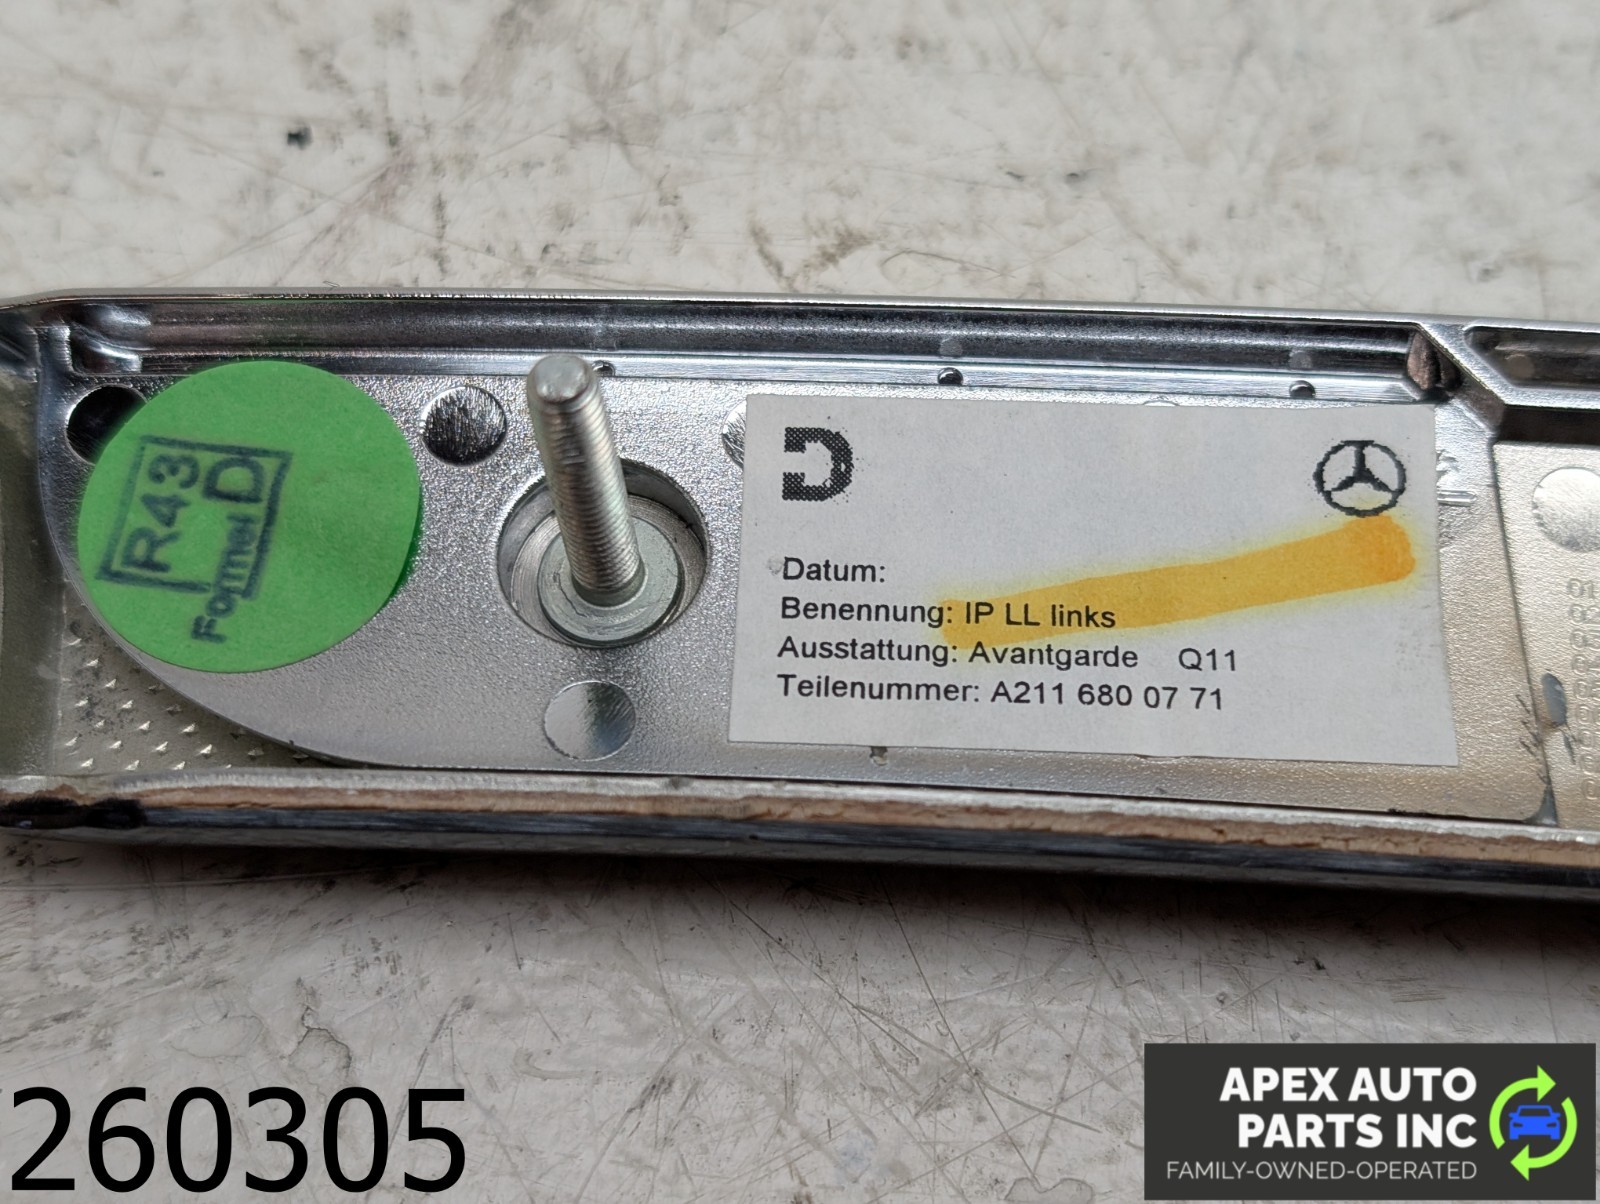 R43
Formel D
D
Datum:
Benennung: IP LL links
Ausstattung: Avantgarde Q11
Teilenummer: A211 680 07 71
260305
APEX AUTO
PARTS INC
FAMILY-OWNED-OPERATED